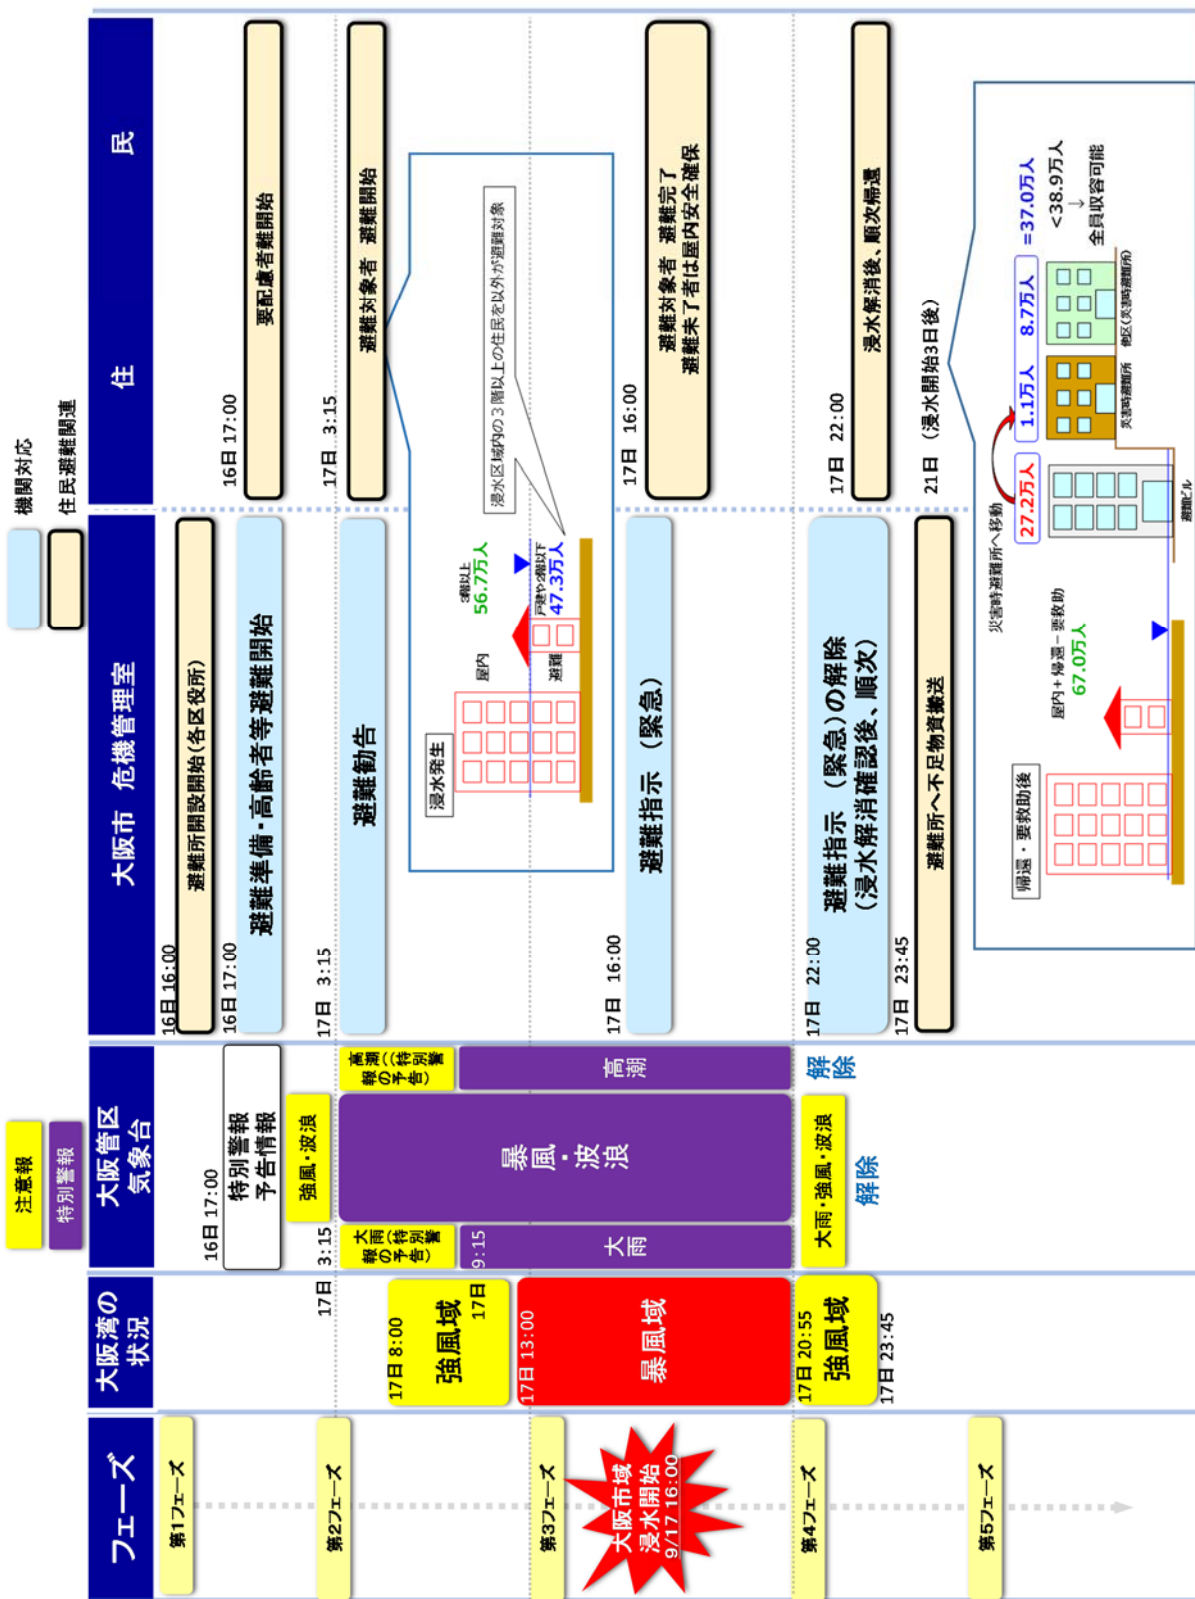 注意報
特別警報
機関対応
住民避難関連
フェーズ
大阪湾の
状況
大阪管区
気象台
大阪市 危機管理室
住 民
第1フェーズ
16日 16:00
避難所開設開始(各区役所)
16日 17:00
特別警報
予告情報
16日 17:00
避難準備・高齢者等避難開始
16日 17:00
要配慮者難開始
強風・波浪
第2フェーズ
17日 3:15
大雨(特別警
報の予告)
暴風・波浪
高潮((特別警
報の予告)
17日 3:15
避難勧告
17日 3:15
避難対象者 避難開始
17日 8:00
強風域
17日
9:15
大雨
高潮
浸水発生
屋内
3階以上
56.7万人
避難
戸建や2階以下
47.3万人
浸水区域内の3階以上の住民を以外が避難対象
第3フェーズ
17日 13:00
暴風域
大阪市域
浸水開始
9/17 16:00
17日 16:00
避難指示 (緊急)
17日 16:00
避難対象者 避難完了
避難未了者は屋内安全確保
第4フェーズ
17日 20:55
強風域
17日 23:45
大雨・強風・波浪
解除
解除
17日 22:00
避難指示 (緊急)の解除
(浸水解消確認後、順次)
17日 22:00
浸水解消後、順次帰還
17日 23:45
避難所へ不足物資搬送
21日 (浸水開始3日後)
第5フェーズ
帰還・要救助後
屋内+帰還-要救助
67.0万人
災害時避難所へ移動
27.2万人
1.1万人
8.7万人
=37.0万人
<38.9万人
↓
全員収容可能
避難ビル
災害時避難所
他区(災害時避難所)